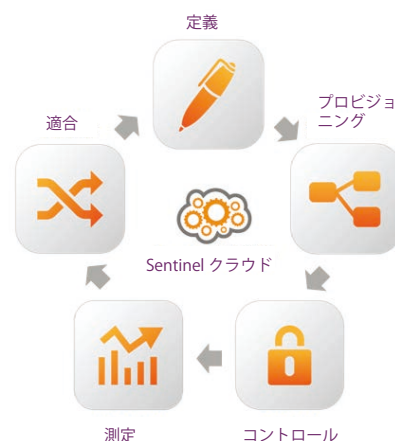 定義
プロビジョ
ニング
適合
Sentinel クラウド
測定
コントロール